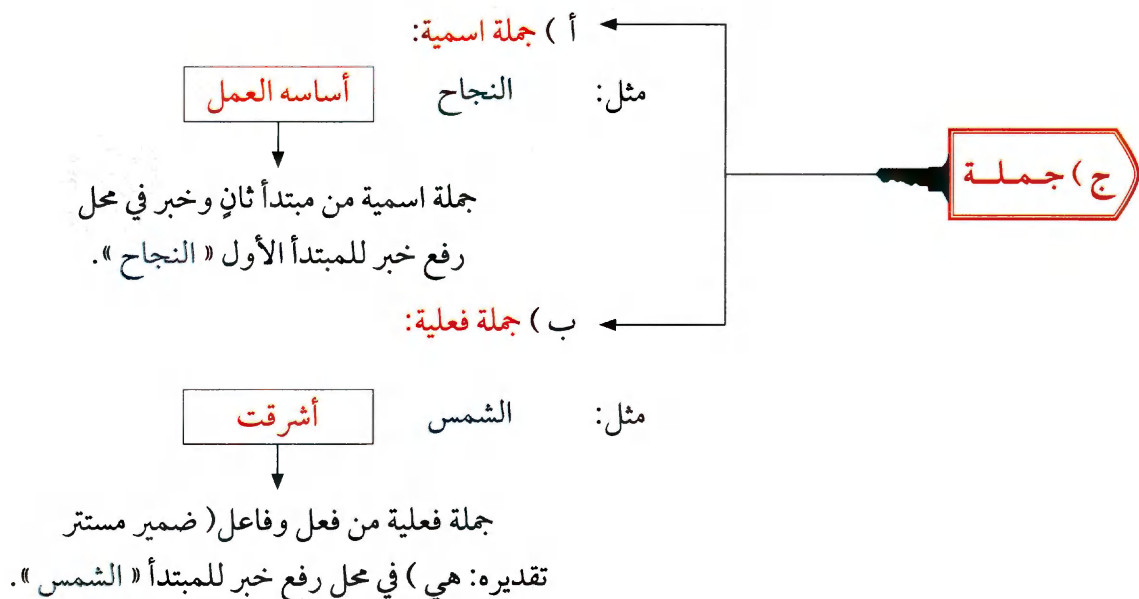 ج) جملة
أ) جملة اسمية:
مثل: النجاح أساسه العمل
جملة اسمية من مبتدأ ثانٍ وخبر في محل
رفع خبر للمبتدأ الأول « النجاح ».
ب) جملة فعلية:
مثل: الشمس أشرقت
جملة فعلية من فعل وفاعل ( ضمير مستتر
تقديره: هي ) في محل رفع خبر للمبتدأ « الشمس ».